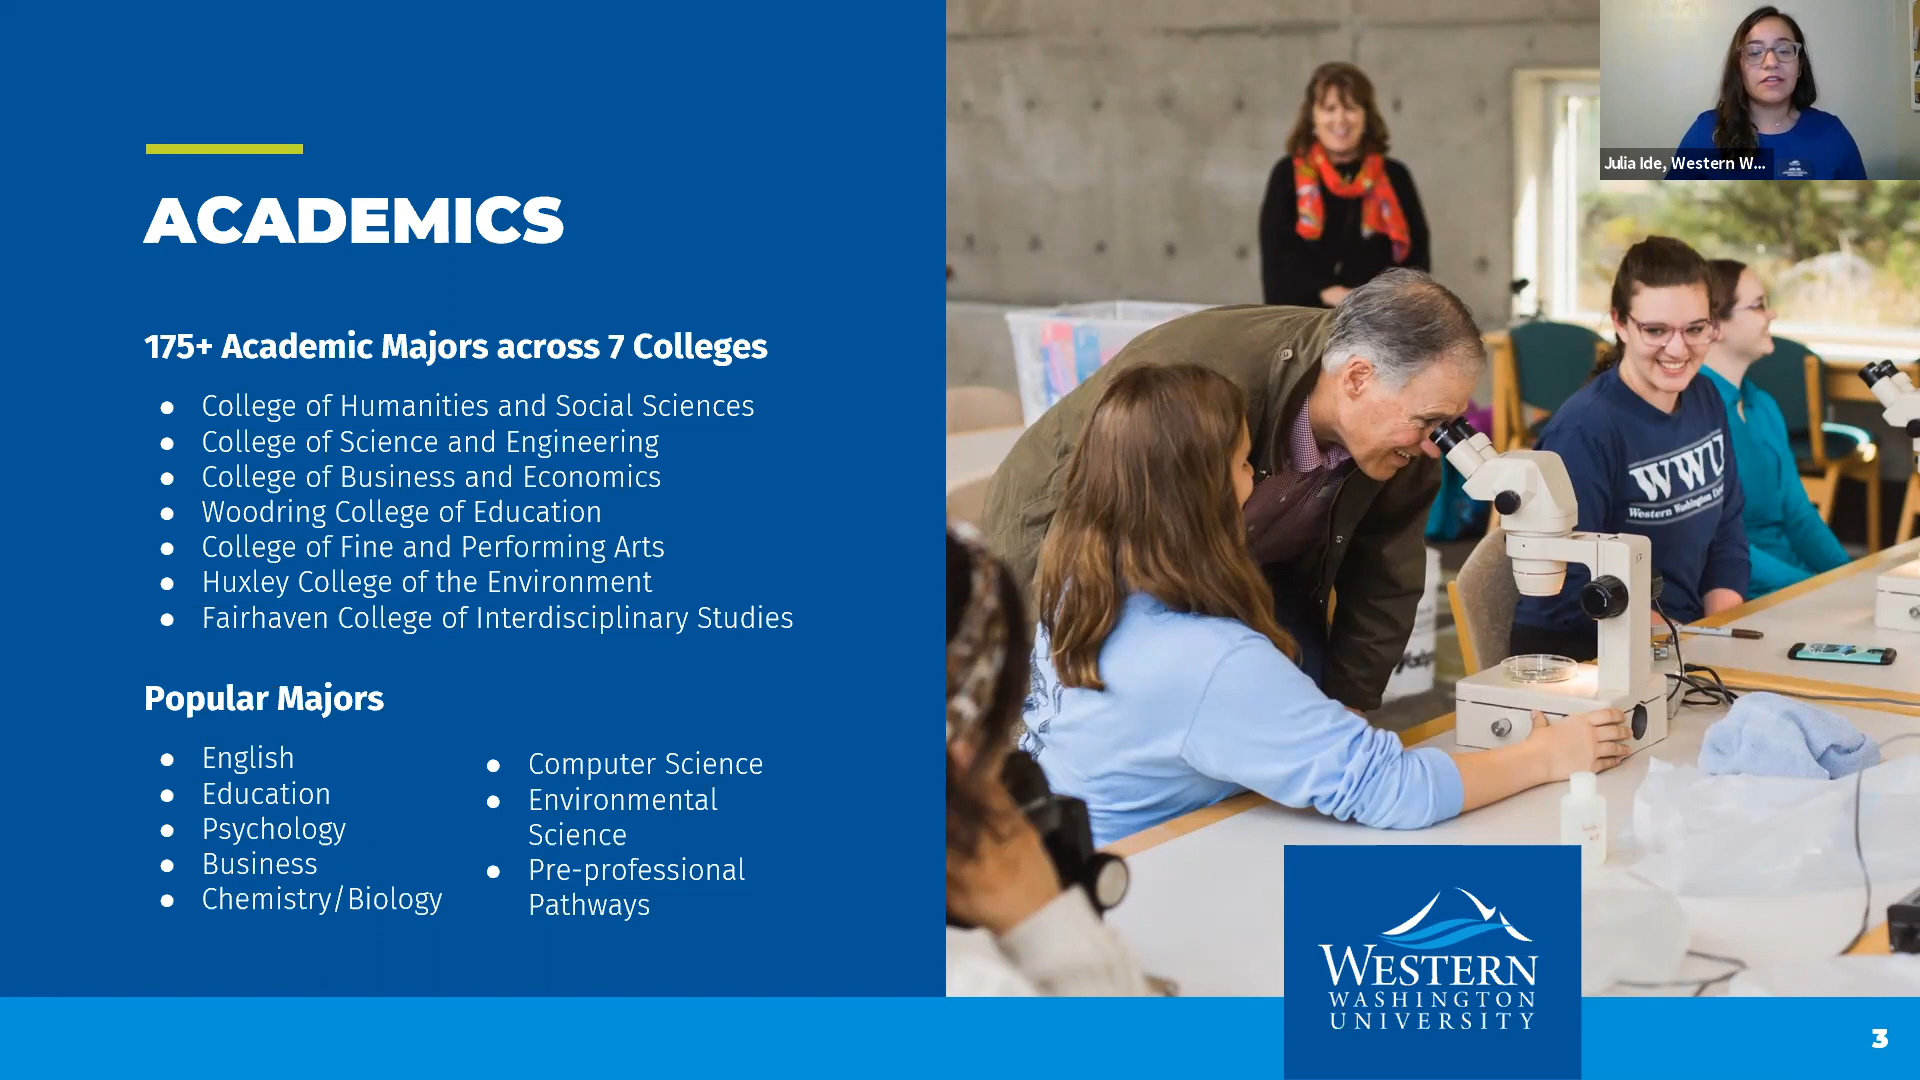 ACADEMICS
175+ Academic Majors across 7 Colleges
● College of Humanities and Social Sciences
● College of Science and Engineering
● College of Business and Economics
● Woodring College of Education
● College of Fine and Performing Arts
● Huxley College of the Environment
● Fairhaven College of Interdisciplinary Studies
Popular Majors
● English
● Education
● Psychology
● Business
● Chemistry/Biology
● Computer Science
● Environmental
Science
● Pre-professional
Pathways
Julia Ide, Western W...
WWU
Western Washington
WESTERN
WASHINGTON
UNIVERSITY
3